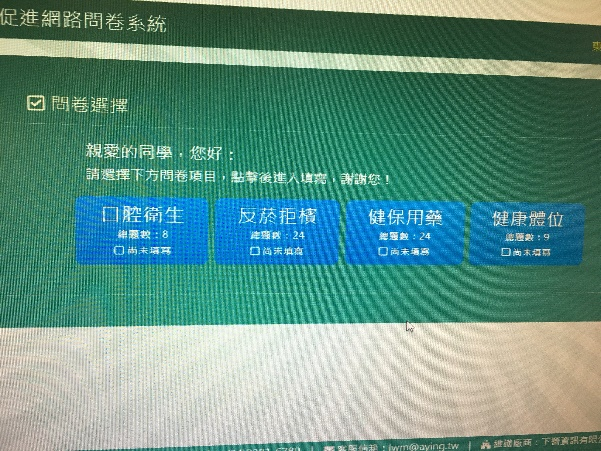 促進網路問卷系統
問卷選擇
親愛的同學，您好：
請選擇下方問卷項目，點擊後進入填寫，謝謝您！
口腔衛生
總題數：8
尚未填寫
反菸拒檳
總題數：24
尚未填寫
健保用藥
總題數：24
尚未填寫
健康體位
總題數：9
尚未填寫